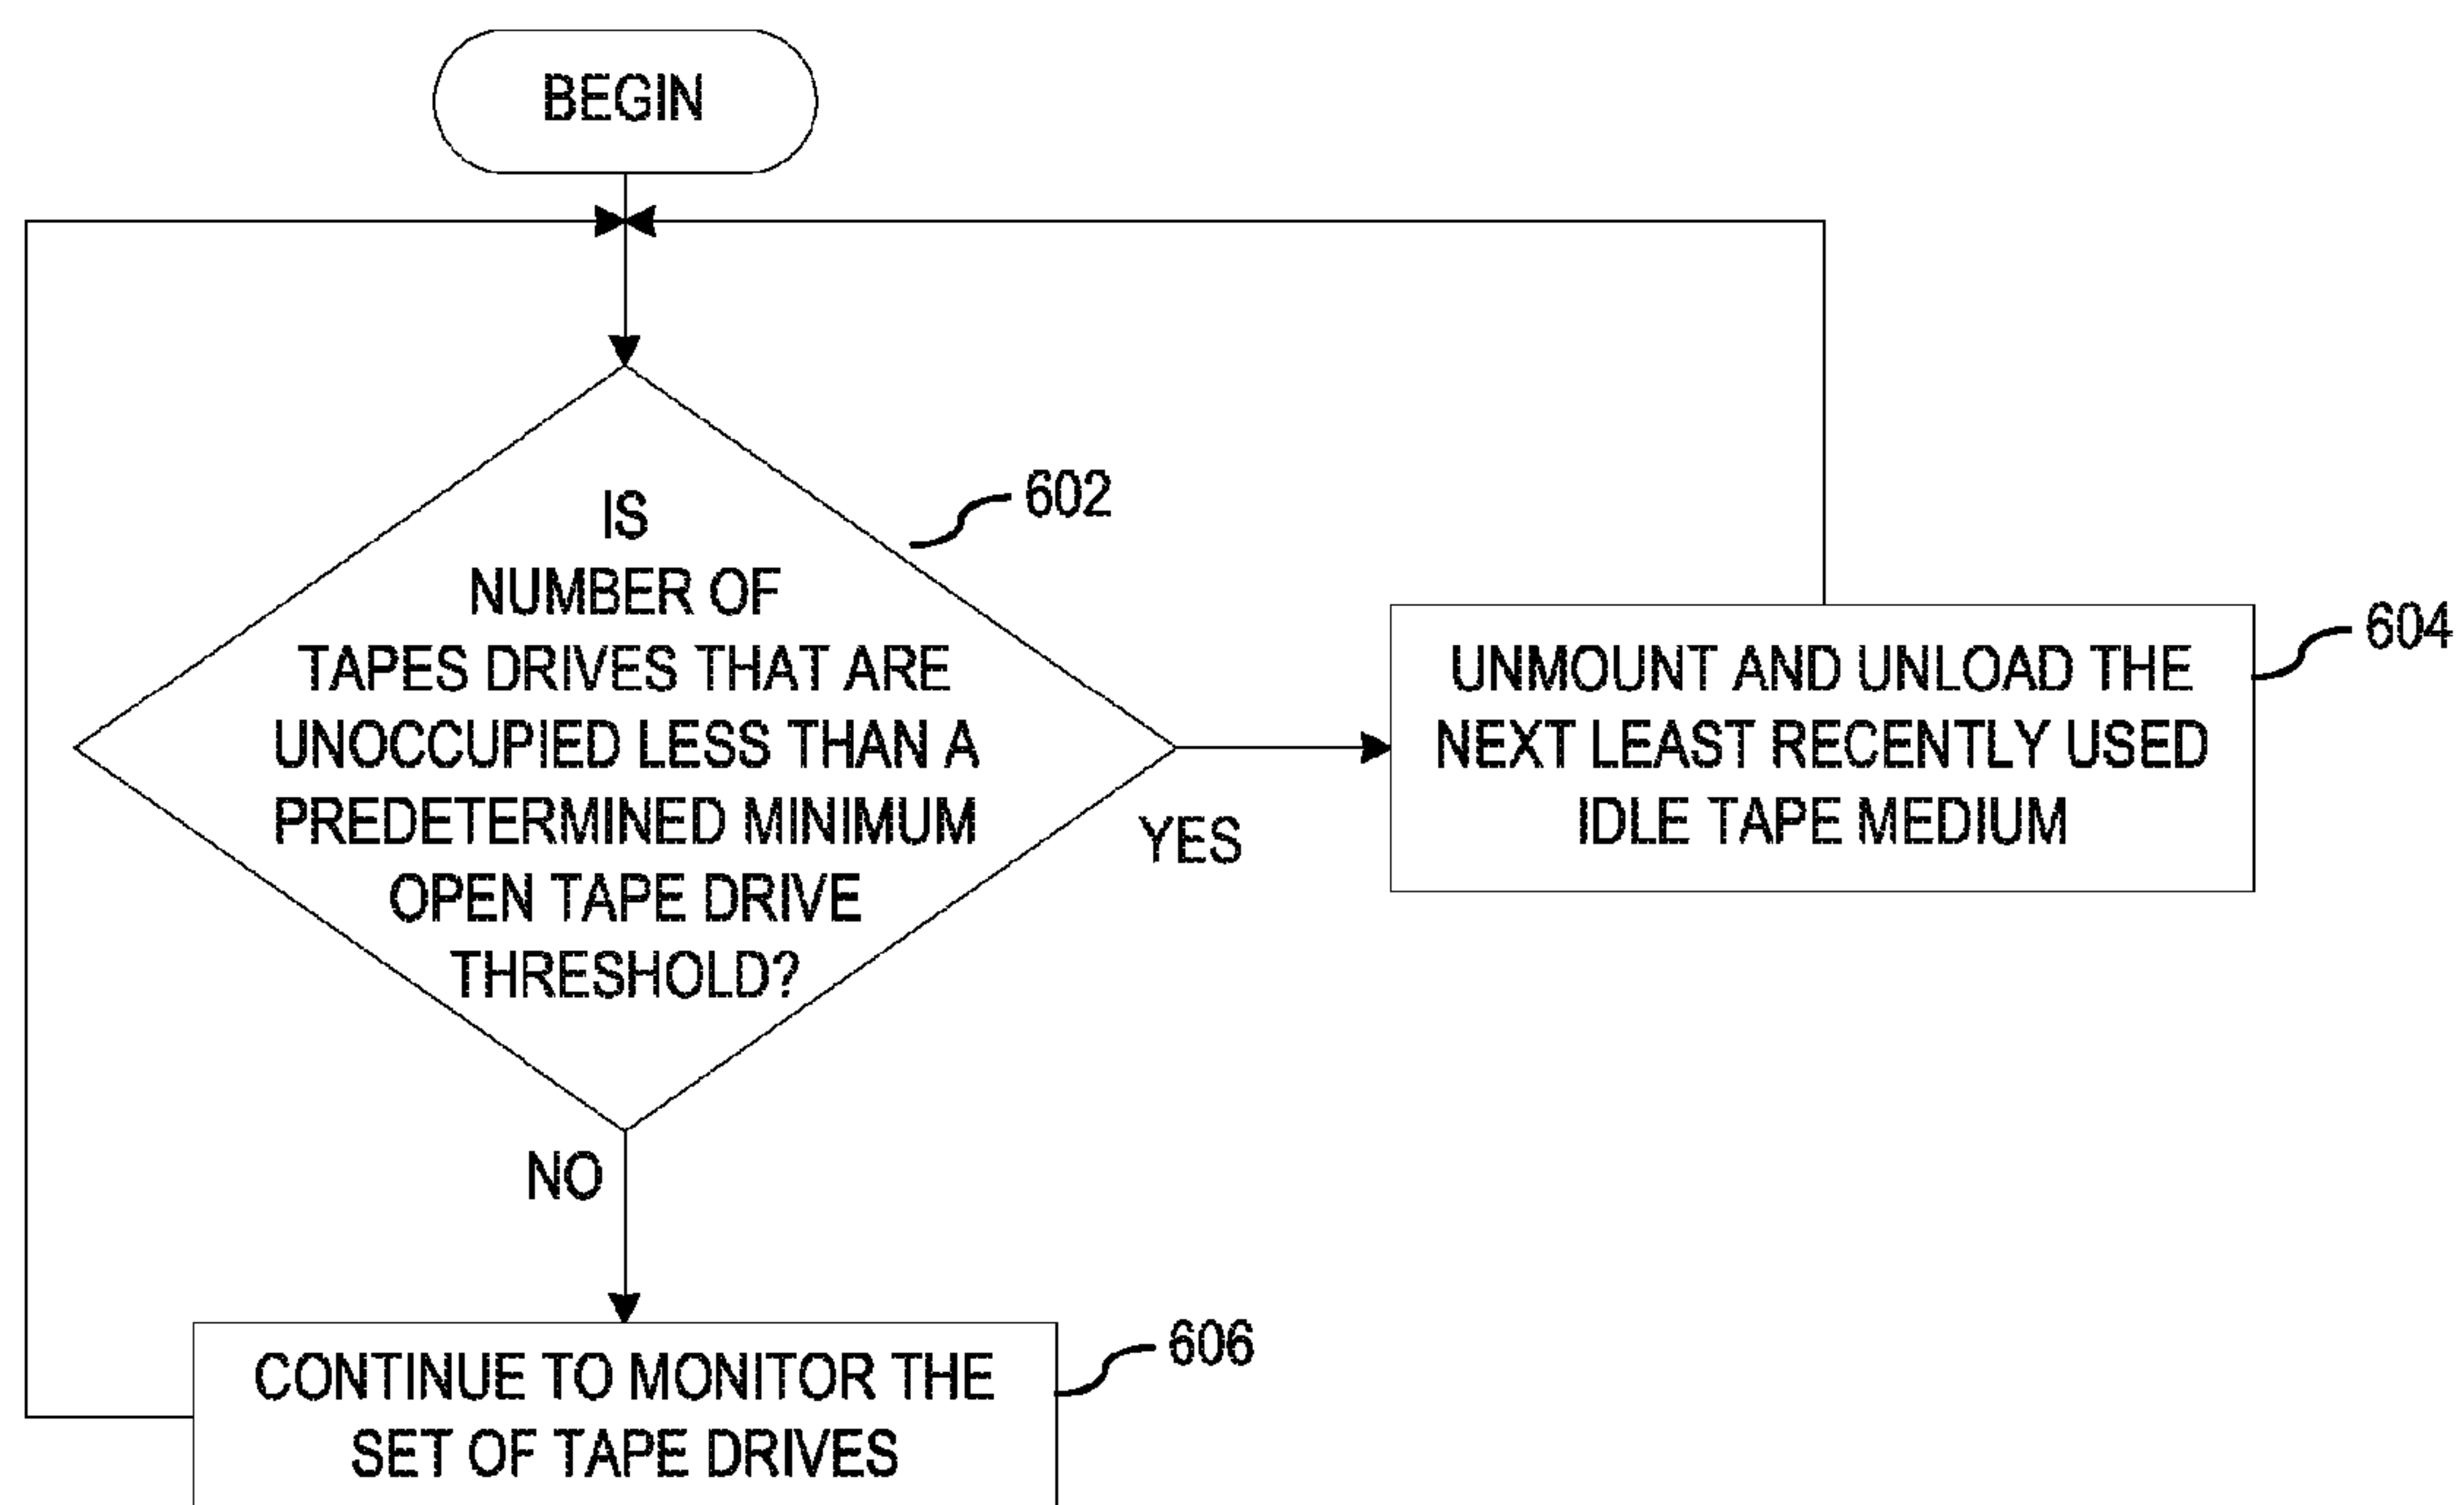 BEGIN
602
IS
NUMBER OF
TAPES DRIVES THAT ARE
UNOCCUPIED LESS THAN A
PREDETERMINED MINIMUM
OPEN TAPE DRIVE
THRESHOLD?
YES
604
UNMOUNT AND UNLOAD THE
NEXT LEAST RECENTLY USED
IDLE TAPE MEDIUM
NO
606
CONTINUE TO MONITOR THE
SET OF TAPE DRIVES